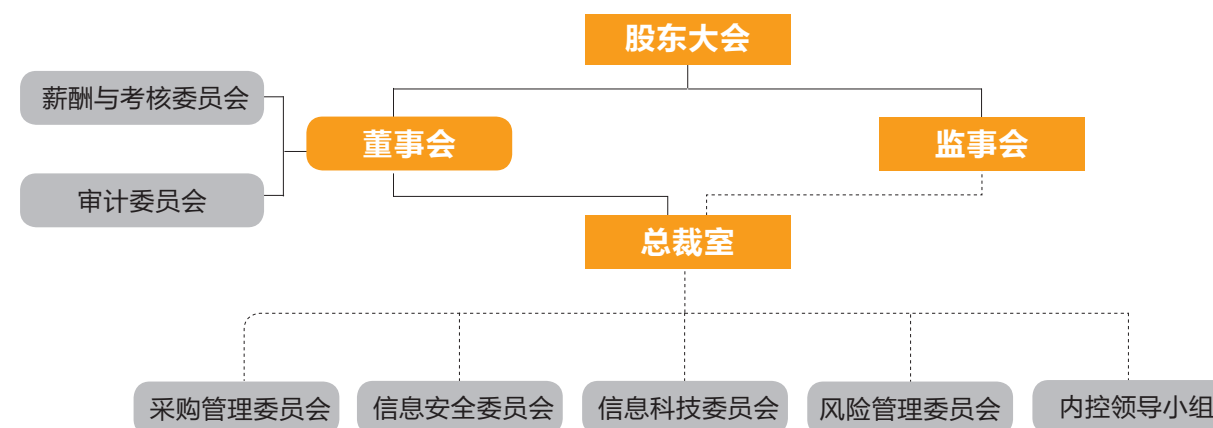 股东大会
薪酬与考核委员会
董事会
监事会
审计委员会
总裁室
采购管理委员会
信息安全委员会
信息科技委员会
风险管理委员会
内控领导小组